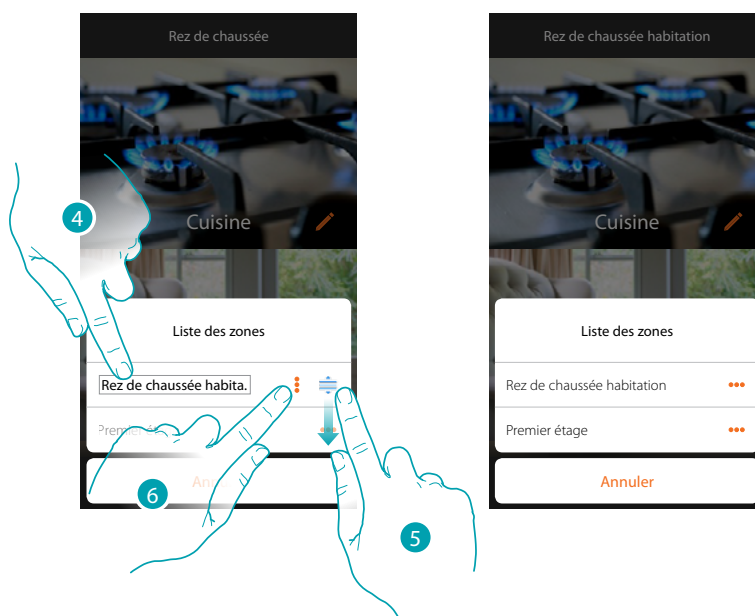 Rez de chaussée
Cuisine
4
Liste des zones
Rez de chaussée habita.
Premier
6
5
Rez de chaussée habitation
Cuisine
Liste des zones
Rez de chaussée habitation
Premier étage
Annuler